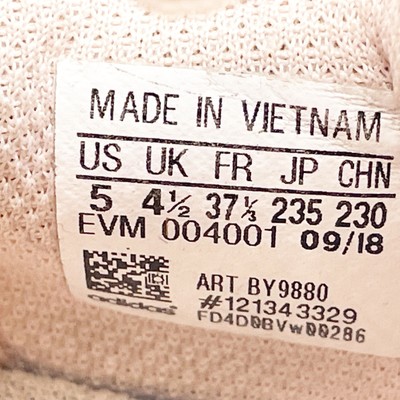 MADE IN VIETNAM
US UK FR JP CHN
5 4½ 37⅓ 235 230
EVM 004001 09/18
ART BY9880
adidas #121343329
FD4D0BVw00286